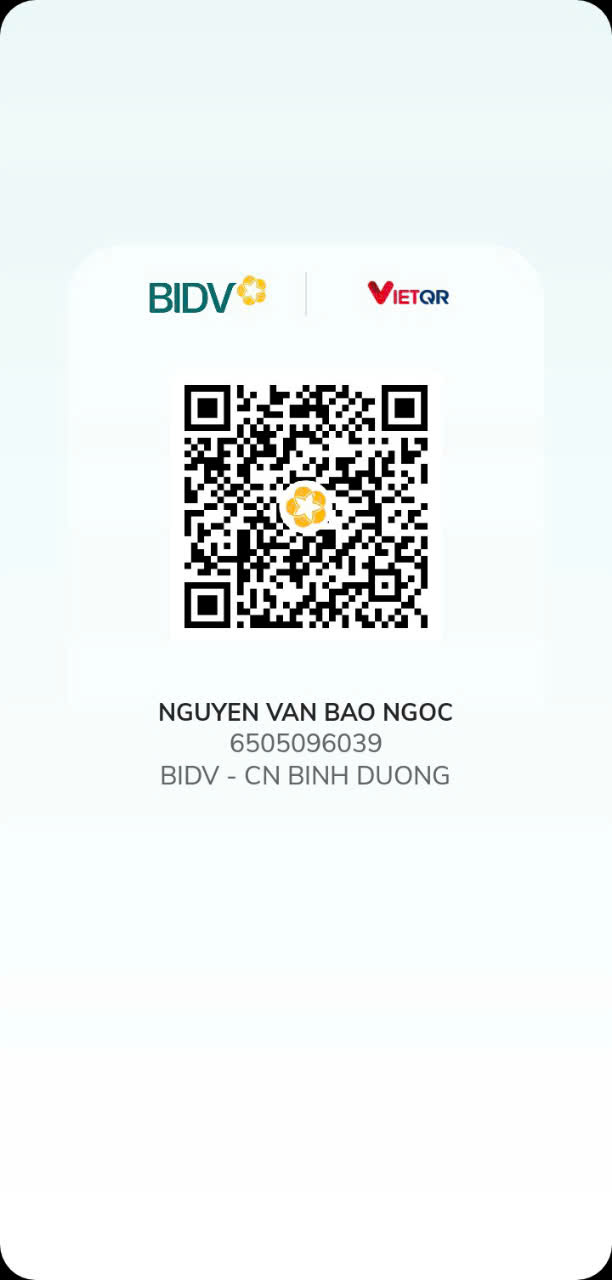 BIDV
VIETQR
NGUYEN VAN BAO NGOC
6505096039
BIDV - CN BINH DUONG